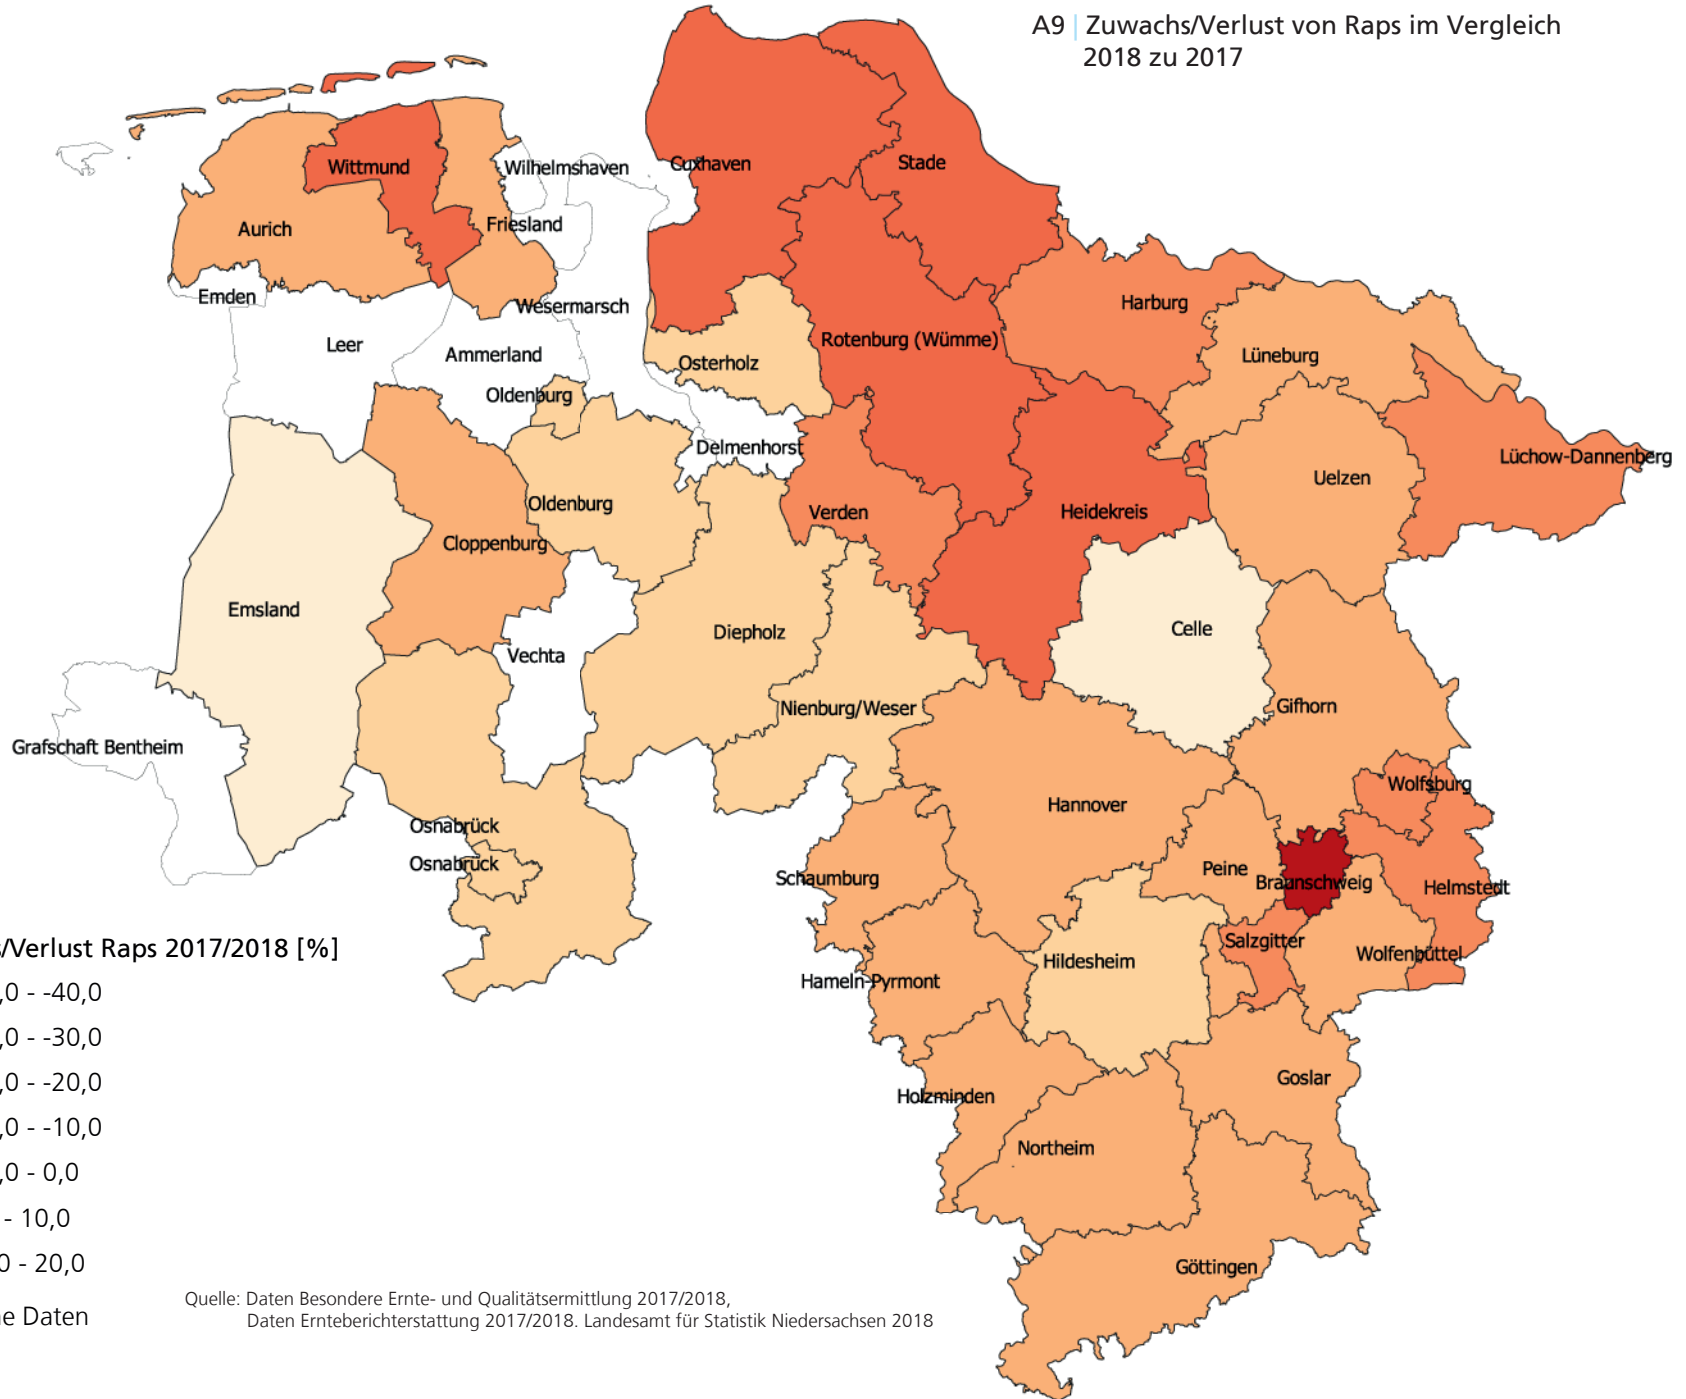 A9 | Zuwachs/Verlust von Raps im Vergleich
2018 zu 2017
Cuxhaven
Stade
Wittmund
Wilhelmshaven
Aurich
Friesland
Emden
Wesermarsch
Harburg
Leer
Ammerland
Rotenburg (Wümme)
Lüneburg
Osterholz
Oldenburg
Delmenhorst
Lüchow-Dannenberg
Uelzen
Oldenburg
Verden
Heidekreis
Cloppenburg
Emsland
Diepholz
Celle
Vechta
Nienburg/Weser
Gifhorn
Grafschaft Bentheim
Wolfsburg
Hannover
Osnabrück
Osnabrück
Peine
Schaumburg
Braunschweig
Helmstedt
Salzgitter
Wolfenbüttel
Hildesheim
Hameln-Pyrmont
Goslar
Holzminden
Northeim
Göttingen
s/Verlust Raps 2017/2018 [%]
,0 - -40,0
,0 - -30,0
,0 - -20,0
,0 - -10,0
,0 - 0,0
- 10,0
0 - 20,0
ne Daten
Quelle: Daten Besondere Ernte- und Qualitätsermittlung 2017/2018,
Daten Ernteberichterstattung 2017/2018. Landesamt für Statistik Niedersachsen 2018